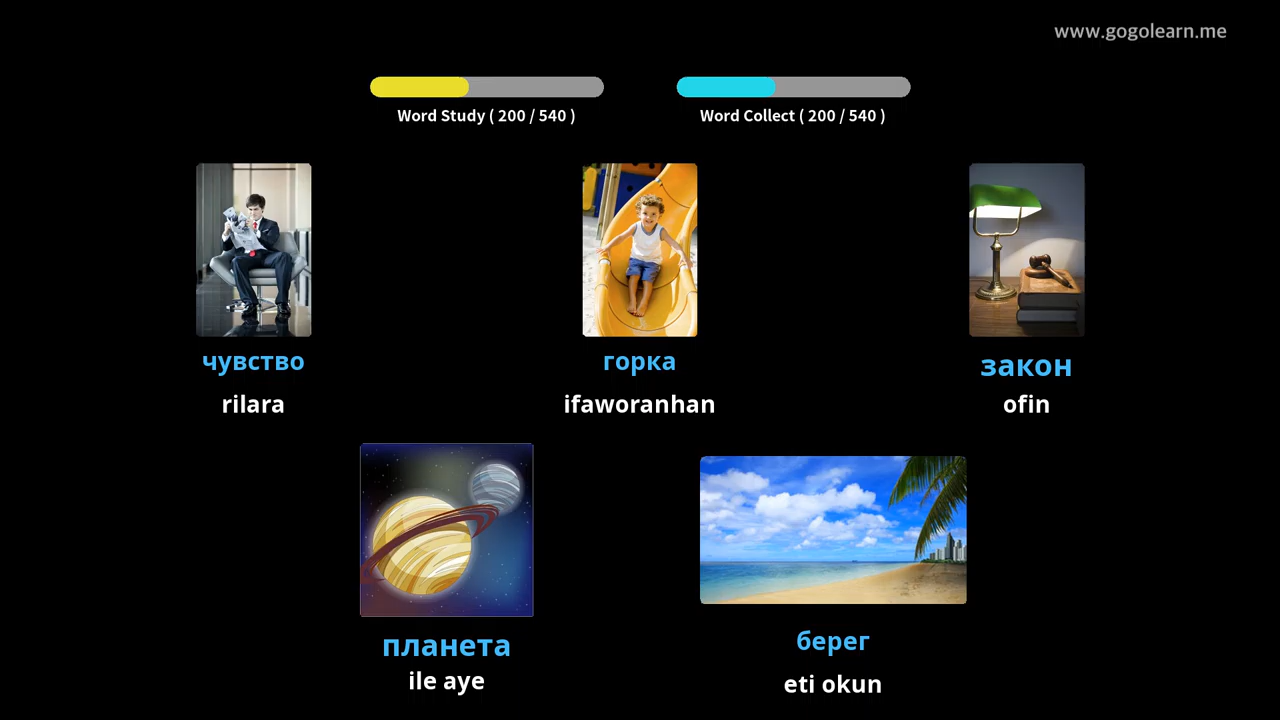 www.gogolearn.me
Word Study ( 200 / 540 )
Word Collect ( 200 / 540 )
чувство
rilara
горка
ifaworanhan
закон
ofin
планета
ile aye
берег
eti okun